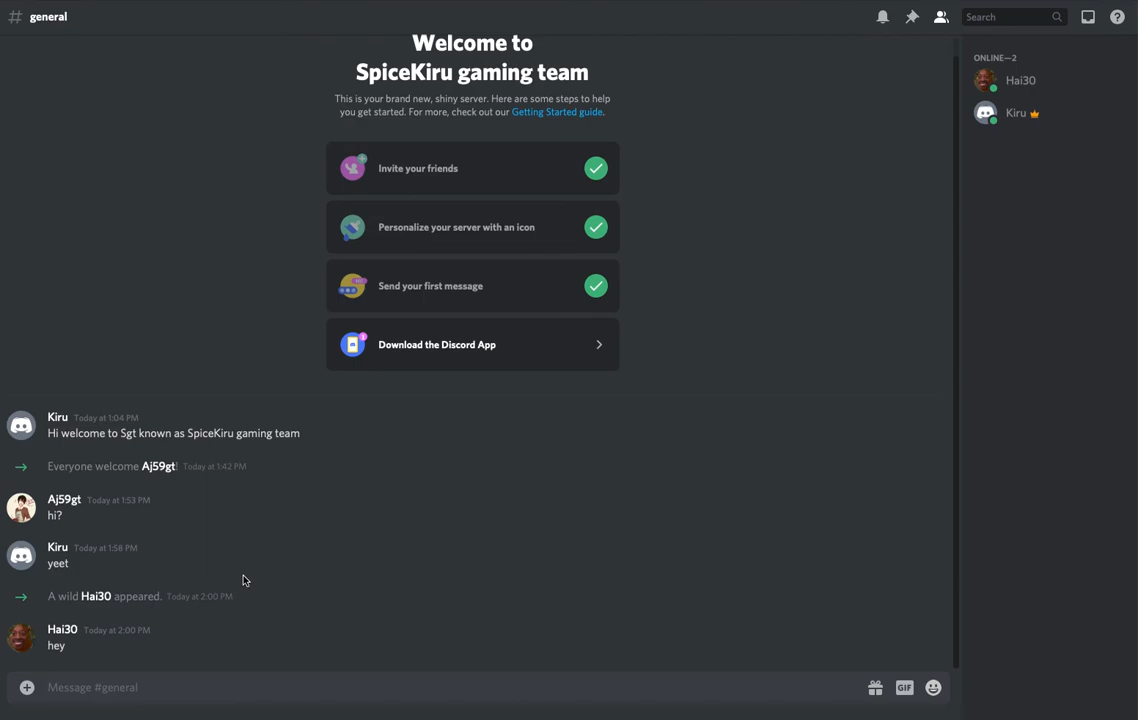 # general
Search
Welcome to
SpiceKiru gaming team
This is your brand new, shiny server. Here are some steps to help
you get started. For more, check out our Getting Started guide.
Invite your friends
Personalize your server with an icon
Send your first message
Download the Discord App
Kiru Today at 1:04 PM
Hi welcome to Sgt known as SpiceKiru gaming team
Everyone welcome Aj59gt! Today at 1:42 PM
Aj59gt Today at 1:53 PM
hi?
Kiru Today at 1:58 PM
yeet
A wild Hai30 appeared. Today at 2:00 PM
Hai30 Today at 2:00 PM
hey
Message #general
GIF
ONLINE—2
Hai30
Kiru